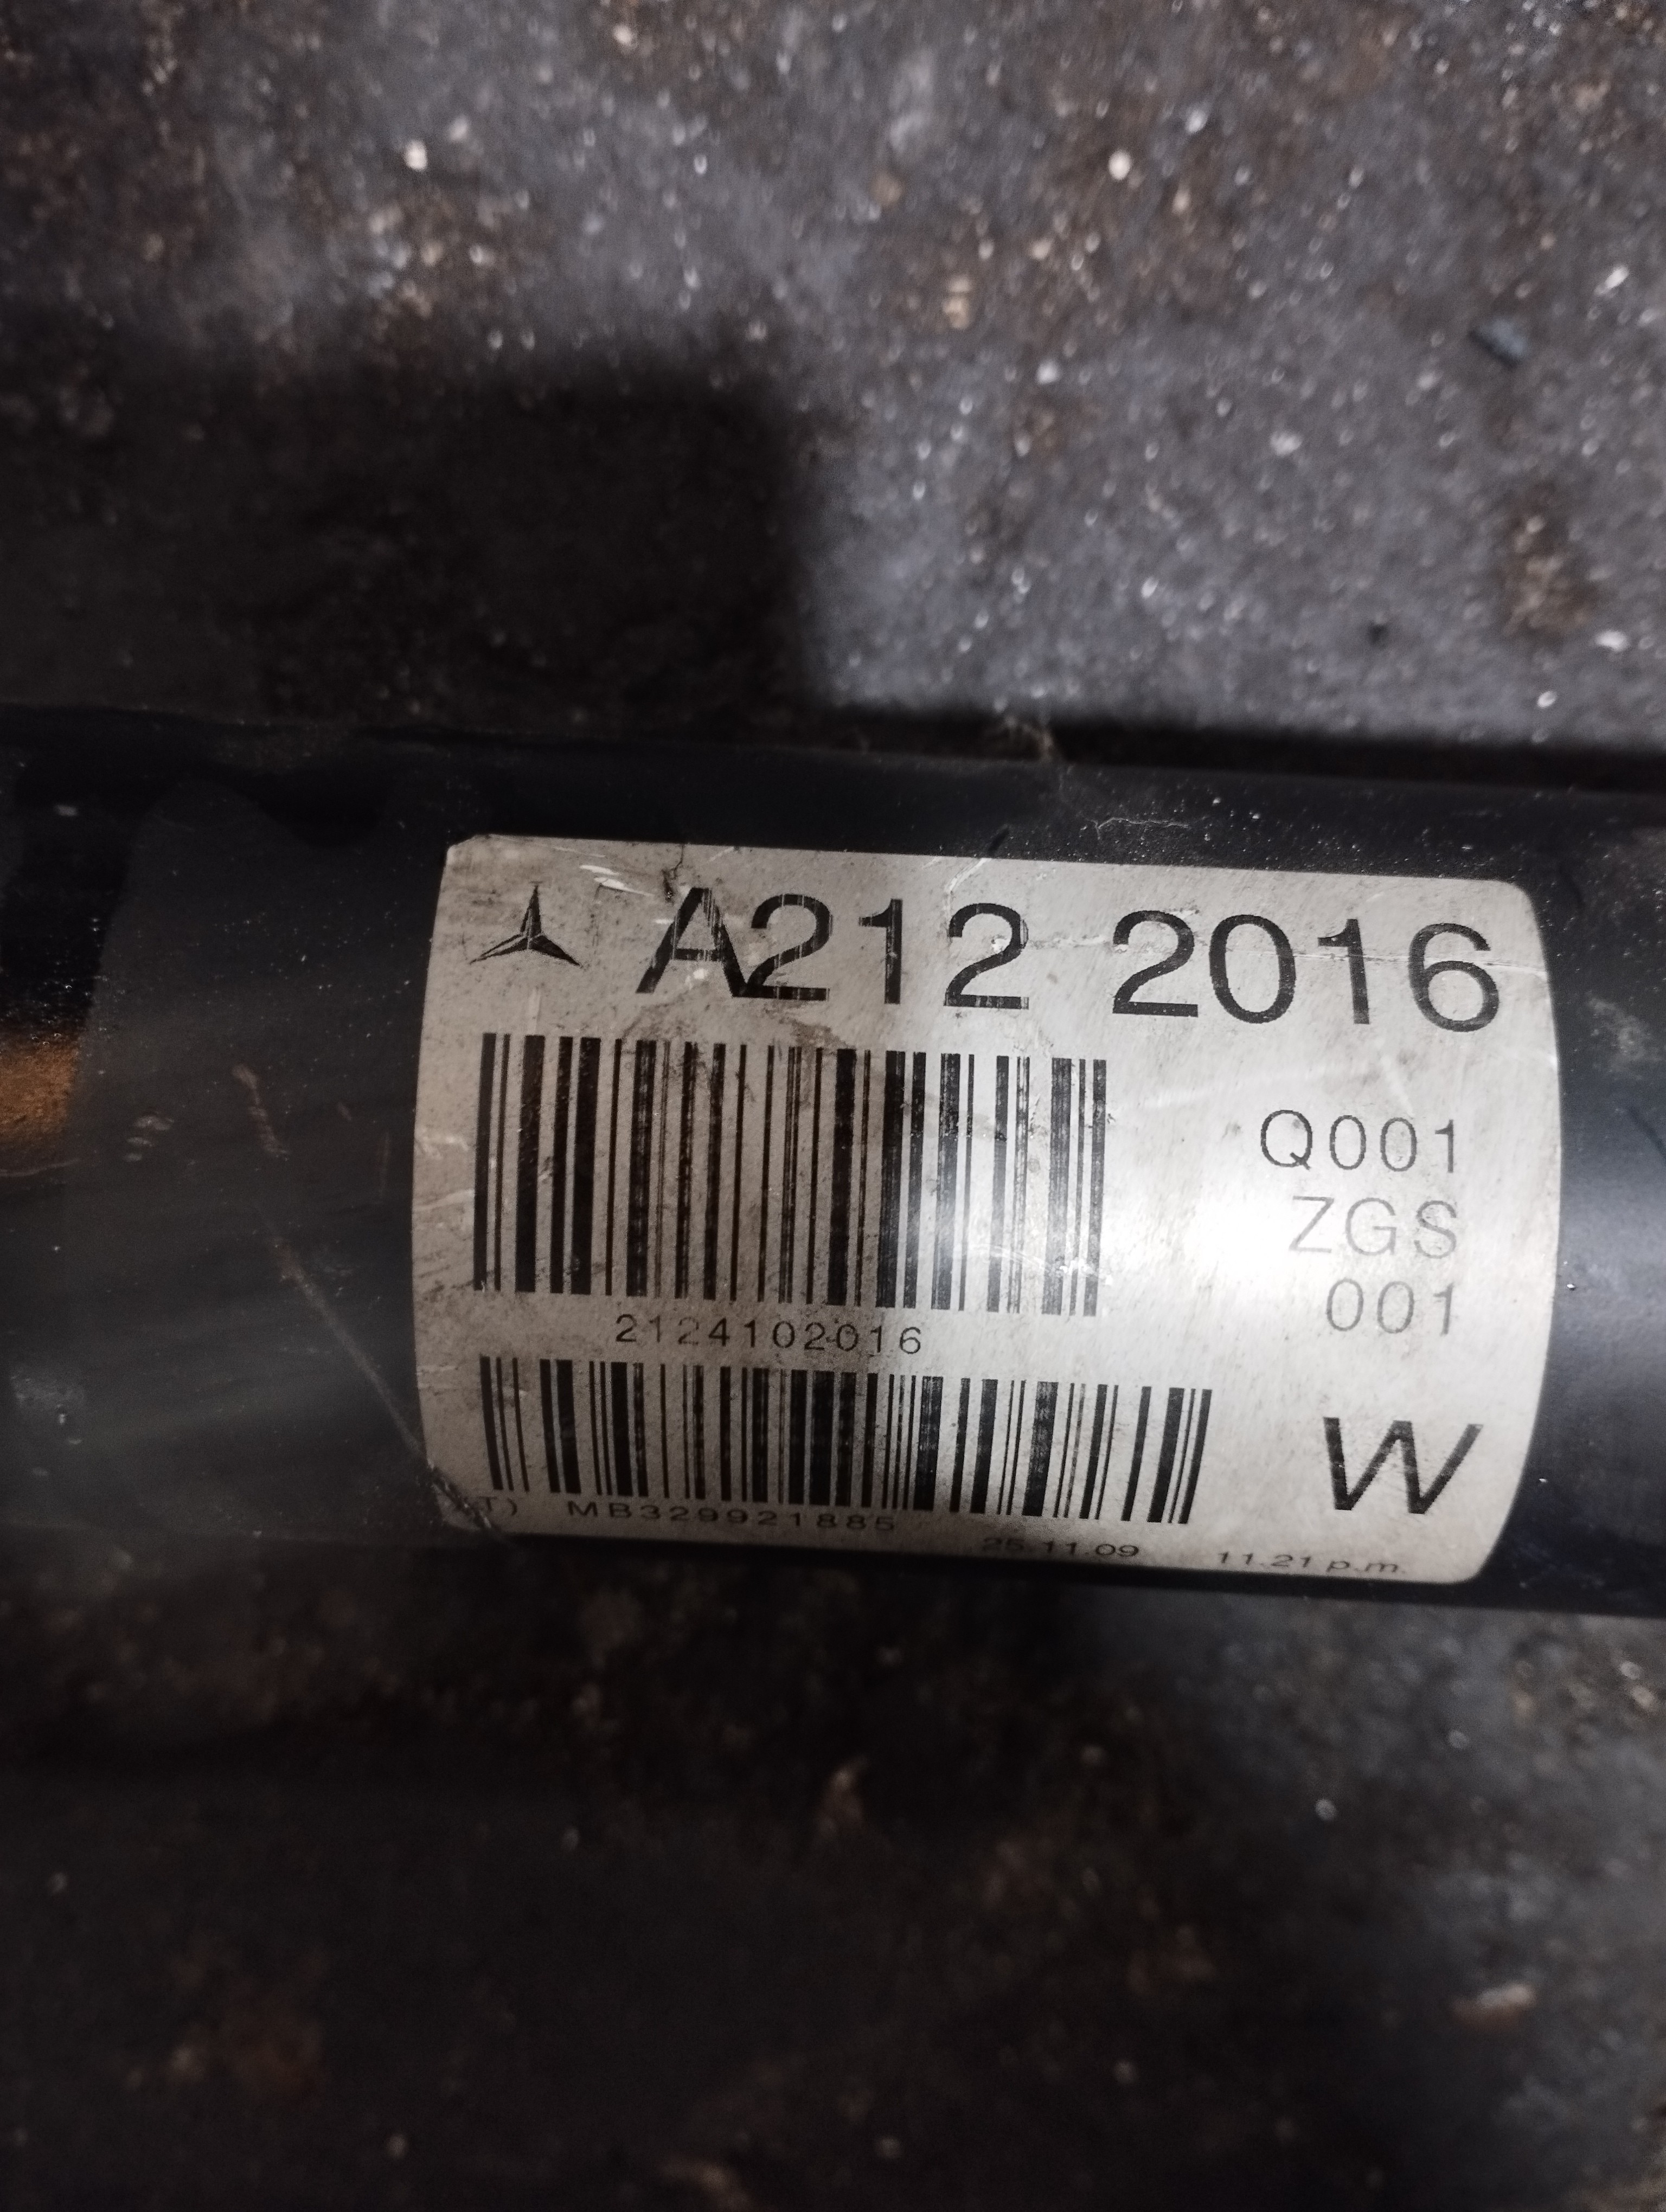 A212 2016
Q001
ZGS
001
2124102016
W
T) MB329921885 25.11.09 11.21 p.m.